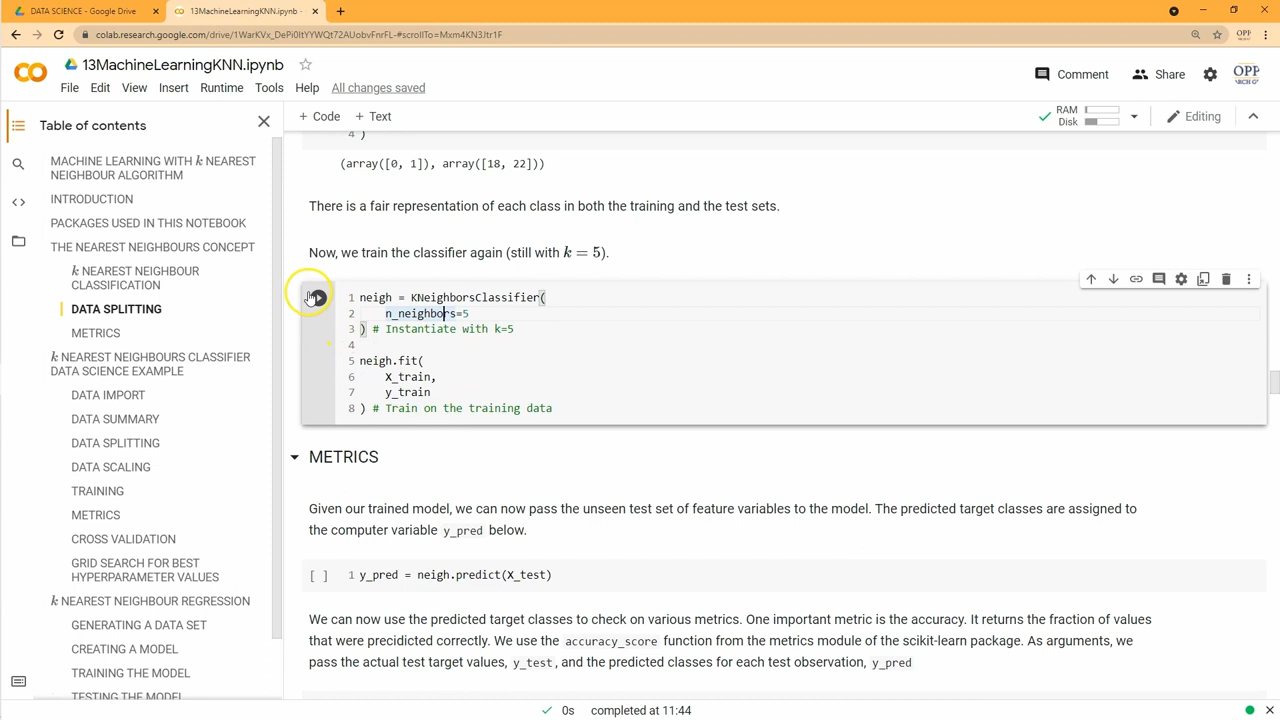 DATA SCIENCE - Google Drive
13MachineLearningKNN.ipynb -
colab.research.google.com/drive/1WarKVx_DePi0ItYYWQt72AUobvFnrFL-#scrollTo=Mxm4KN3Jtr1F
13MachineLearningKNN.ipynb
Comment
Share
File Edit View Insert Runtime Tools Help All changes saved
Table of contents
+ Code + Text
RAM
Disk
Editing
MACHINE LEARNING WITH k NEAREST
NEIGHBOUR ALGORITHM
INTRODUCTION
PACKAGES USED IN THIS NOTEBOOK
THE NEAREST NEIGHBOURS CONCEPT
k NEAREST NEIGHBOUR
CLASSIFICATION
DATA SPLITTING
METRICS
k NEAREST NEIGHBOURS CLASSIFIER
DATA SCIENCE EXAMPLE
DATA IMPORT
DATA SUMMARY
DATA SPLITTING
DATA SCALING
TRAINING
METRICS
CROSS VALIDATION
GRID SEARCH FOR BEST
HYPERPARAMETER VALUES
k NEAREST NEIGHBOUR REGRESSION
GENERATING A DATA SET
CREATING A MODEL
TRAINING THE MODEL
TESTING THE MODEL
4 )
(array([0, 1]), array([18, 22]))
There is a fair representation of each class in both the training and the test sets.
Now, we train the classifier again (still with k = 5).
1 neigh = KNeighborsClassifier(
2 n_neighbors=5
3 ) # Instantiate with k=5
4
5 neigh.fit(
6 X_train,
7 y_train
8 ) # Train on the training data
METRICS
Given our trained model, we can now pass the unseen test set of feature variables to the model. The predicted target classes are assigned to
the computer variable y_pred below.
[ ] 1 y_pred = neigh.predict(X_test)
We can now use the predicted target classes to check on various metrics. One important metric is the accuracy. It returns the fraction of values
that were precidicted correctly. We use the accuracy_score function from the metrics module of the scikit-learn package. As arguments, we
pass the actual test target values, y_test, and the predicted classes for each test observation, y_pred
0s completed at 11:44